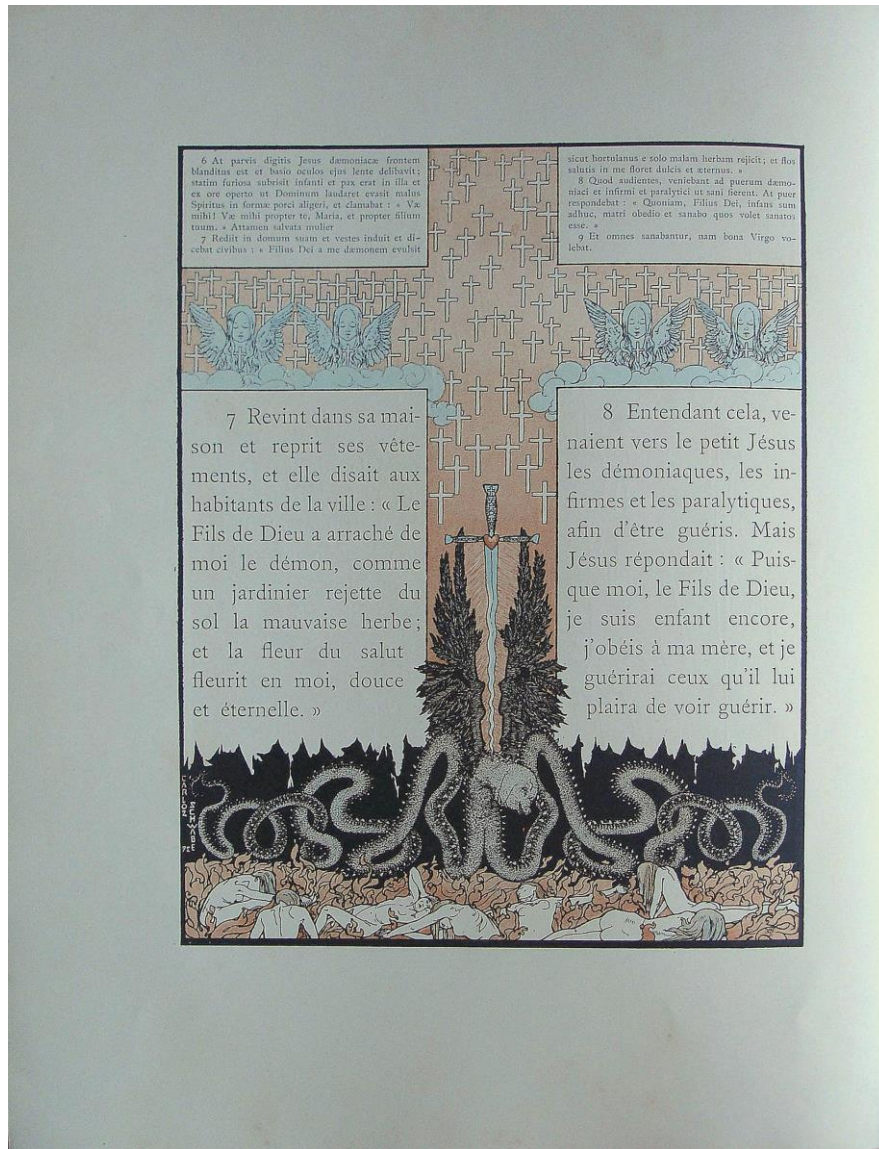 6 At parvis digitis Jesus dæmoniacæ frontem
blanditus est et basio oculos ejus lente delibavit;
statim furiosa subrisit infanti et pax erat in illa et
ex ore operto ut Dominum laudaret evasit malus
Spiritus in formæ porci aligeri, et clamabat : « Væ
mihi! Væ mihi propter te, Maria, et propter filium
tuum. » Attamen salvata mulier
7 Rediit in domum suam et vestes induit et di-
cebat civibus : « Filius Dei a me dæmonem evulsit
sicut hortulanus e solo malam herbam rejicit; et flos
salutis in me floret dulcis et æternus. »
8 Quod audientes, veniebant ad puerum dæmo-
niaci et infirmi et paralytici ut sani fierent. At puer
respondebat : « Quoniam, Filius Dei, infans sum
adhuc, matri obedio et sanabo quos volet sanatos
esse. »
9 Et omnes sanabantur, nam bona Virgo vo-
lebat.
7 Revint dans sa mai-
son et reprit ses vête-
ments, et elle disait aux
habitants de la ville : « Le
Fils de Dieu a arraché de
moi le démon, comme
un jardinier rejette du
sol la mauvaise herbe;
et la fleur du salut
fleurit en moi, douce
et éternelle. »
8 Entendant cela, ve-
naient vers le petit Jésus
les démoniaques, les in-
firmes et les paralytiques,
afin d'être guéris. Mais
Jésus répondait : « Puis-
que moi, le Fils de Dieu,
je suis enfant encore,
j'obéis à ma mère, et je
guérirai ceux qu'il lui
plaira de voir guérir. »
CARLOZ
SCHWABE